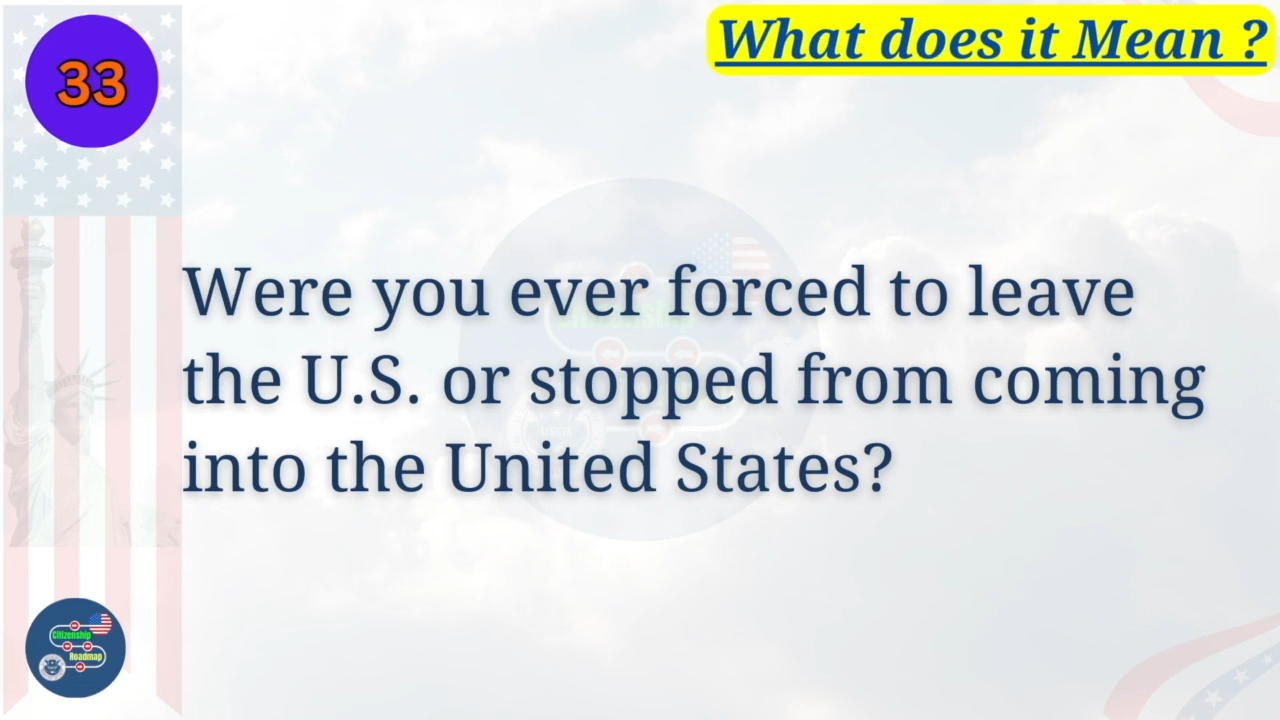 33
What does it Mean ?
Were you ever forced to leave
the U.S. or stopped from coming
into the United States?
Citizenship
Roadmap